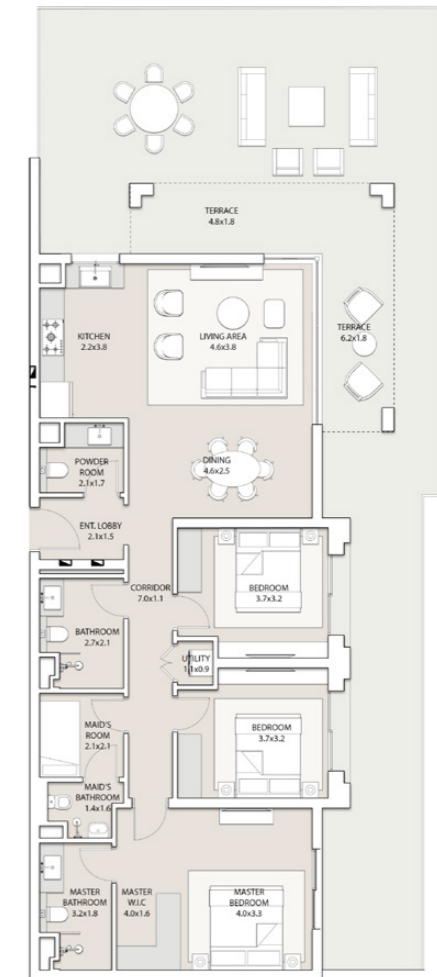 TERRACE
4.8x1.8
KITCHEN
2.2x3.8
LIVING AREA
4.6x3.8
TERRACE
6.2x1.8
POWDER
ROOM
2.1x1.7
DINING
4.6x2.5
ENT. LOBBY
2.1x1.5
CORRIDOR
7.0x1.1
BEDROOM
3.7x3.2
BATHROOM
2.7x2.1
UTILITY
1.1x0.9
MAID'S
ROOM
2.1x2.1
BEDROOM
3.7x3.2
MAID'S
BATHROOM
1.4x1.6
MASTER
BATHROOM
3.2x1.8
MASTER
W.I.C
4.0x1.6
MASTER
BEDROOM
4.0x3.3